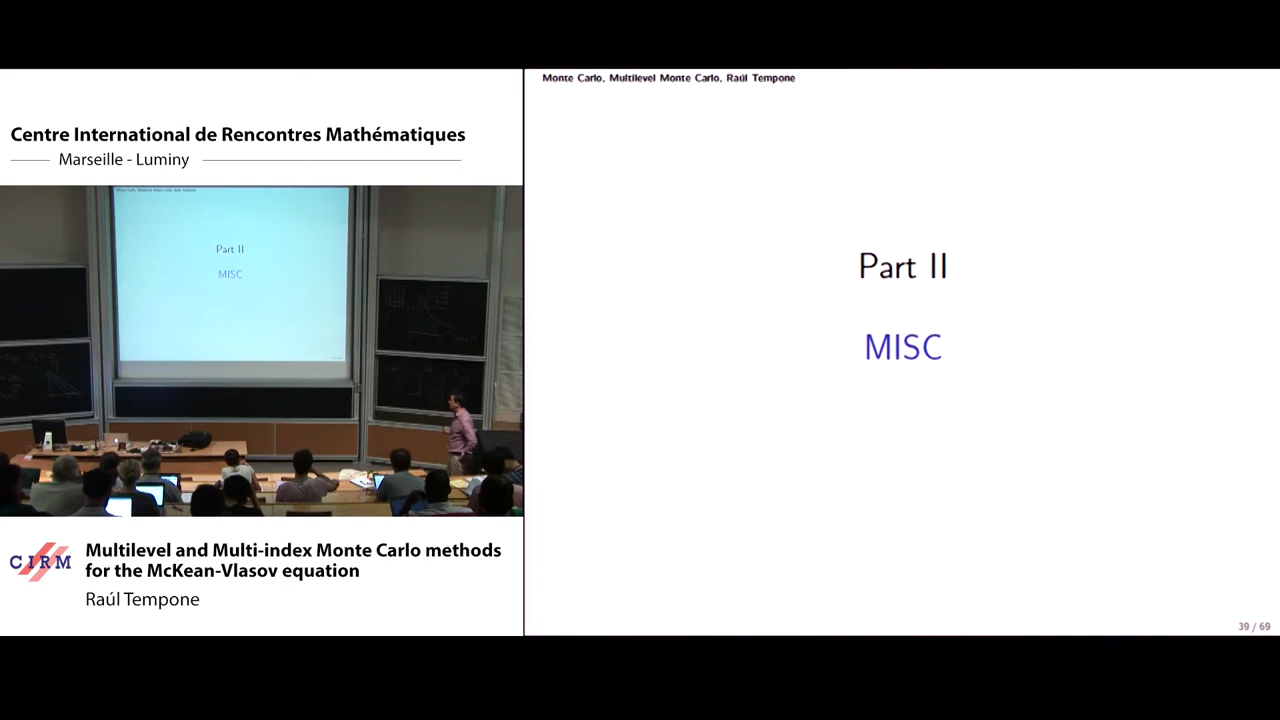 Centre International de Rencontres Mathématiques
Marseille - Luminy
Part II
MISC
CIRM
Multilevel and Multi-index Monte Carlo methods
for the McKean-Vlasov equation
Raúl Tempone
Monte Carlo, Multilevel Monte Carlo, Raúl Tempone
Part II
MISC
39 / 69